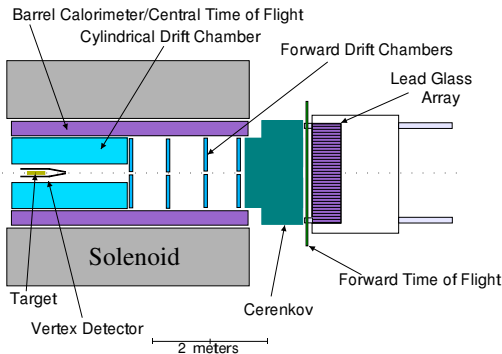 Barrel Calorimeter/Central Time of Flight
Cylindrical Drift Chamber
Forward Drift Chambers
Lead Glass
Array
Solenoid
Target
Vertex Detector
Cerenkov
Forward Time of Flight
2 meters